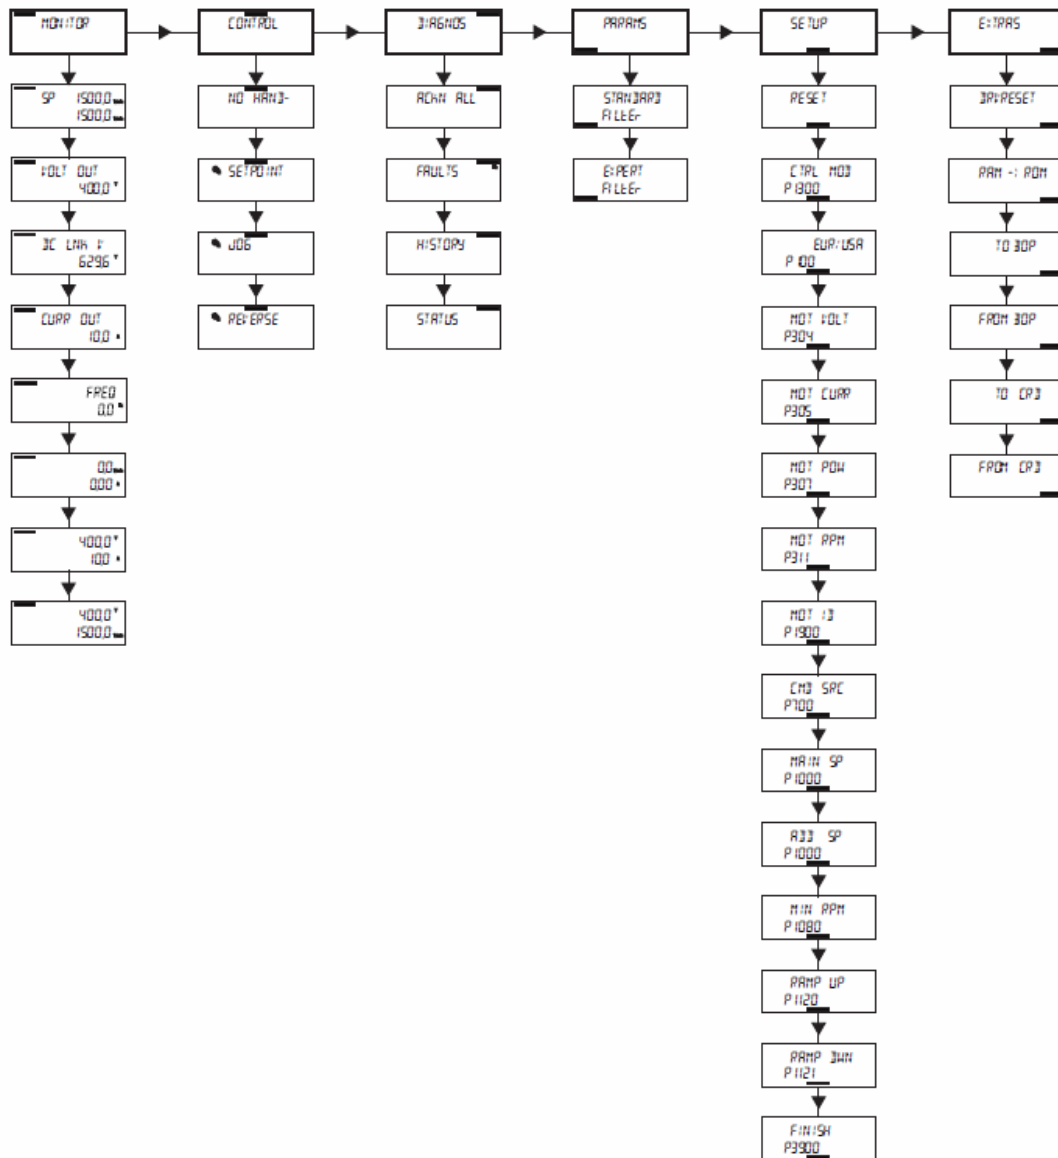 MONITOR
SP 1500,0
1500,0
VOLT OUT
400,0 V
DC LNK V
629,6 V
CURR OUT
10,0 A
FREQ
0,0
0,0
0,00 A
400,0 V
10,0 A
400,0 V
1500,0
CONTROL
NO HAND-
SETPOINT
JOG
REVERSE
DIAGNOS
ACKN ALL
FAULTS
HISTORY
STATUS
PARAMS
STANDARD
FILtEr
EXPERT
FILtEr
SETUP
RESET
CTRL MOD
P1300
EUR/USA
P100
MOT VOLT
P304
MOT CURR
P305
MOT POW
P307
MOT RPM
P311
MOT ID
P1900
CMD SRC
P700
MAIN SP
P1000
ADD SP
P1000
MIN RPM
P1080
RAMP UP
P1120
RAMP DWN
P1121
FINISH
P3900
EXTRAS
DRVRESET
RAM -> ROM
TO BOP
FROM BOP
TO CRD
FROM CRD